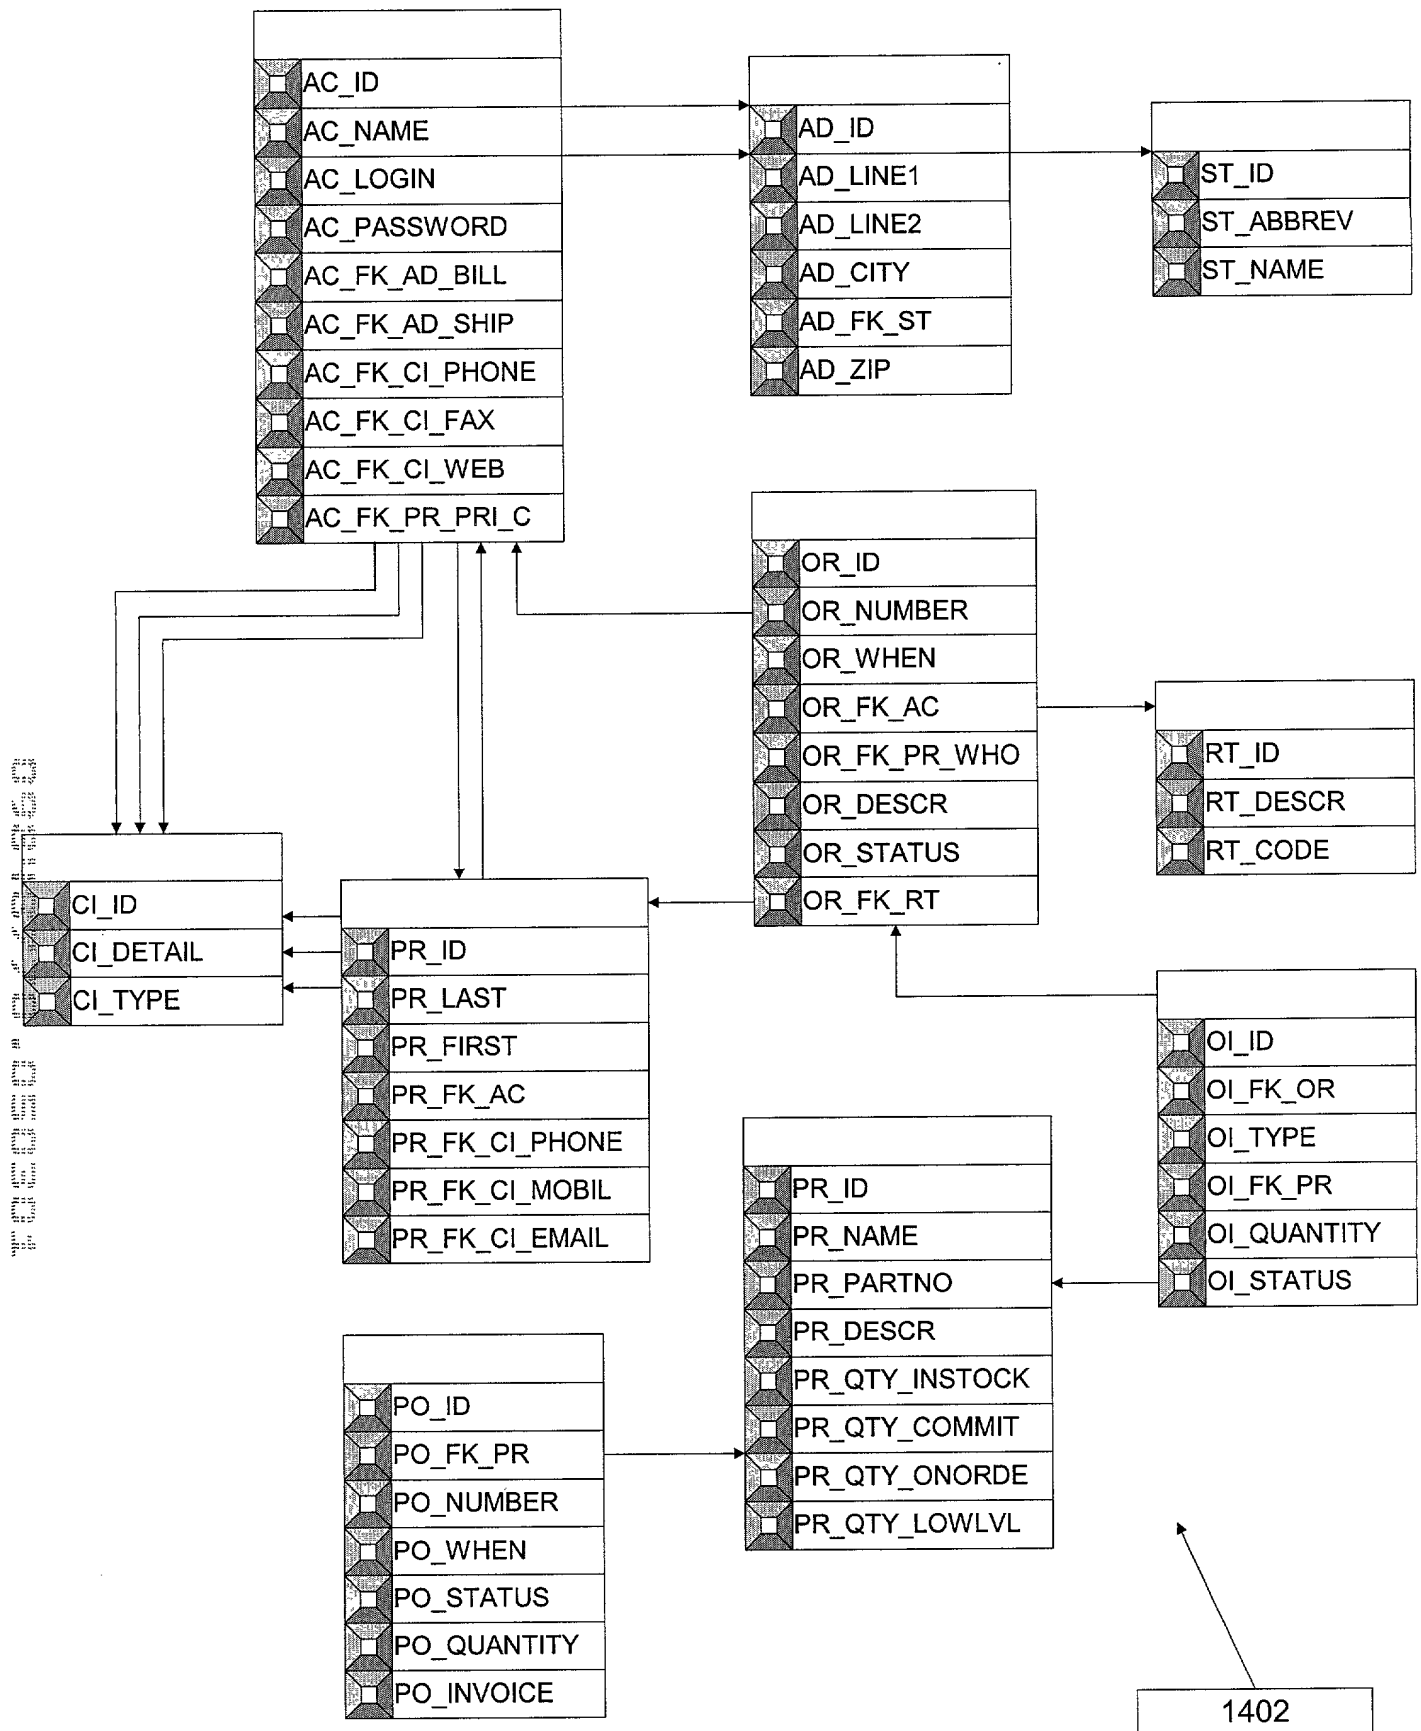 AC_ID
AC_NAME
AC_LOGIN
AC_PASSWORD
AC_FK_AD_BILL
AC_FK_AD_SHIP
AC_FK_CI_PHONE
AC_FK_CI_FAX
AC_FK_CI_WEB
AC_FK_PR_PRI_C
AD_ID
AD_LINE1
AD_LINE2
AD_CITY
AD_FK_ST
AD_ZIP
ST_ID
ST_ABBREV
ST_NAME
OR_ID
OR_NUMBER
OR_WHEN
OR_FK_AC
OR_FK_PR_WHO
OR_DESCR
OR_STATUS
OR_FK_RT
RT_ID
RT_DESCR
RT_CODE
CI_ID
CI_DETAIL
CI_TYPE
PR_ID
PR_LAST
PR_FIRST
PR_FK_AC
PR_FK_CI_PHONE
PR_FK_CI_MOBIL
PR_FK_CI_EMAIL
OI_ID
OI_FK_OR
OI_TYPE
OI_FK_PR
OI_QUANTITY
OI_STATUS
PR_ID
PR_NAME
PR_PARTNO
PR_DESCR
PR_QTY_INSTOCK
PR_QTY_COMMIT
PR_QTY_ONORDE
PR_QTY_LOWLVL
PO_ID
PO_FK_PR
PO_NUMBER
PO_WHEN
PO_STATUS
PO_QUANTITY
PO_INVOICE
1402